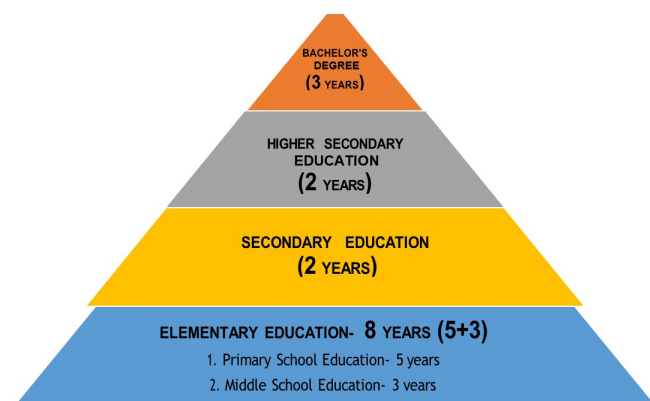 BACHELOR'S
DEGREE
(3 YEARS)
HIGHER SECONDARY
EDUCATION
(2 YEARS)
SECONDARY EDUCATION
(2 YEARS)
ELEMENTARY EDUCATION- 8 YEARS (5+3)
1. Primary School Education- 5 years
2. Middle School Education- 3 years